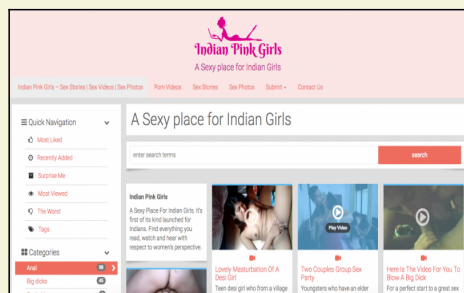 Indian Pink Girls
A Sexy place for Indian Girls
Indian Pink Girls – Sex Stories | Sex Videos | Sex Photos
Porn Videos
Sex Stories
Sex Photos
Submit
Contact Us
Quick Navigation
Most Liked
Recently Added
Surprise Me
Most Viewed
The Worst
Tags
Categories
Anal
Big dicks
A Sexy place for Indian Girls
enter search terms
search
Indian Pink Girls
A Sexy Place For Indian Girls. It's
first of its kind launched for
Indians. Find everything you
read, watch and hear with
respect to women's perspective.
Lovely Masturbation Of A
Desi Girl
Teen desi girl who from a village
Play Video
Two Couples Group Sex
Party
Youngsters who have an elder
Here Is The Video For You To
Blow A Big Dick
For a perfect start to a great sex